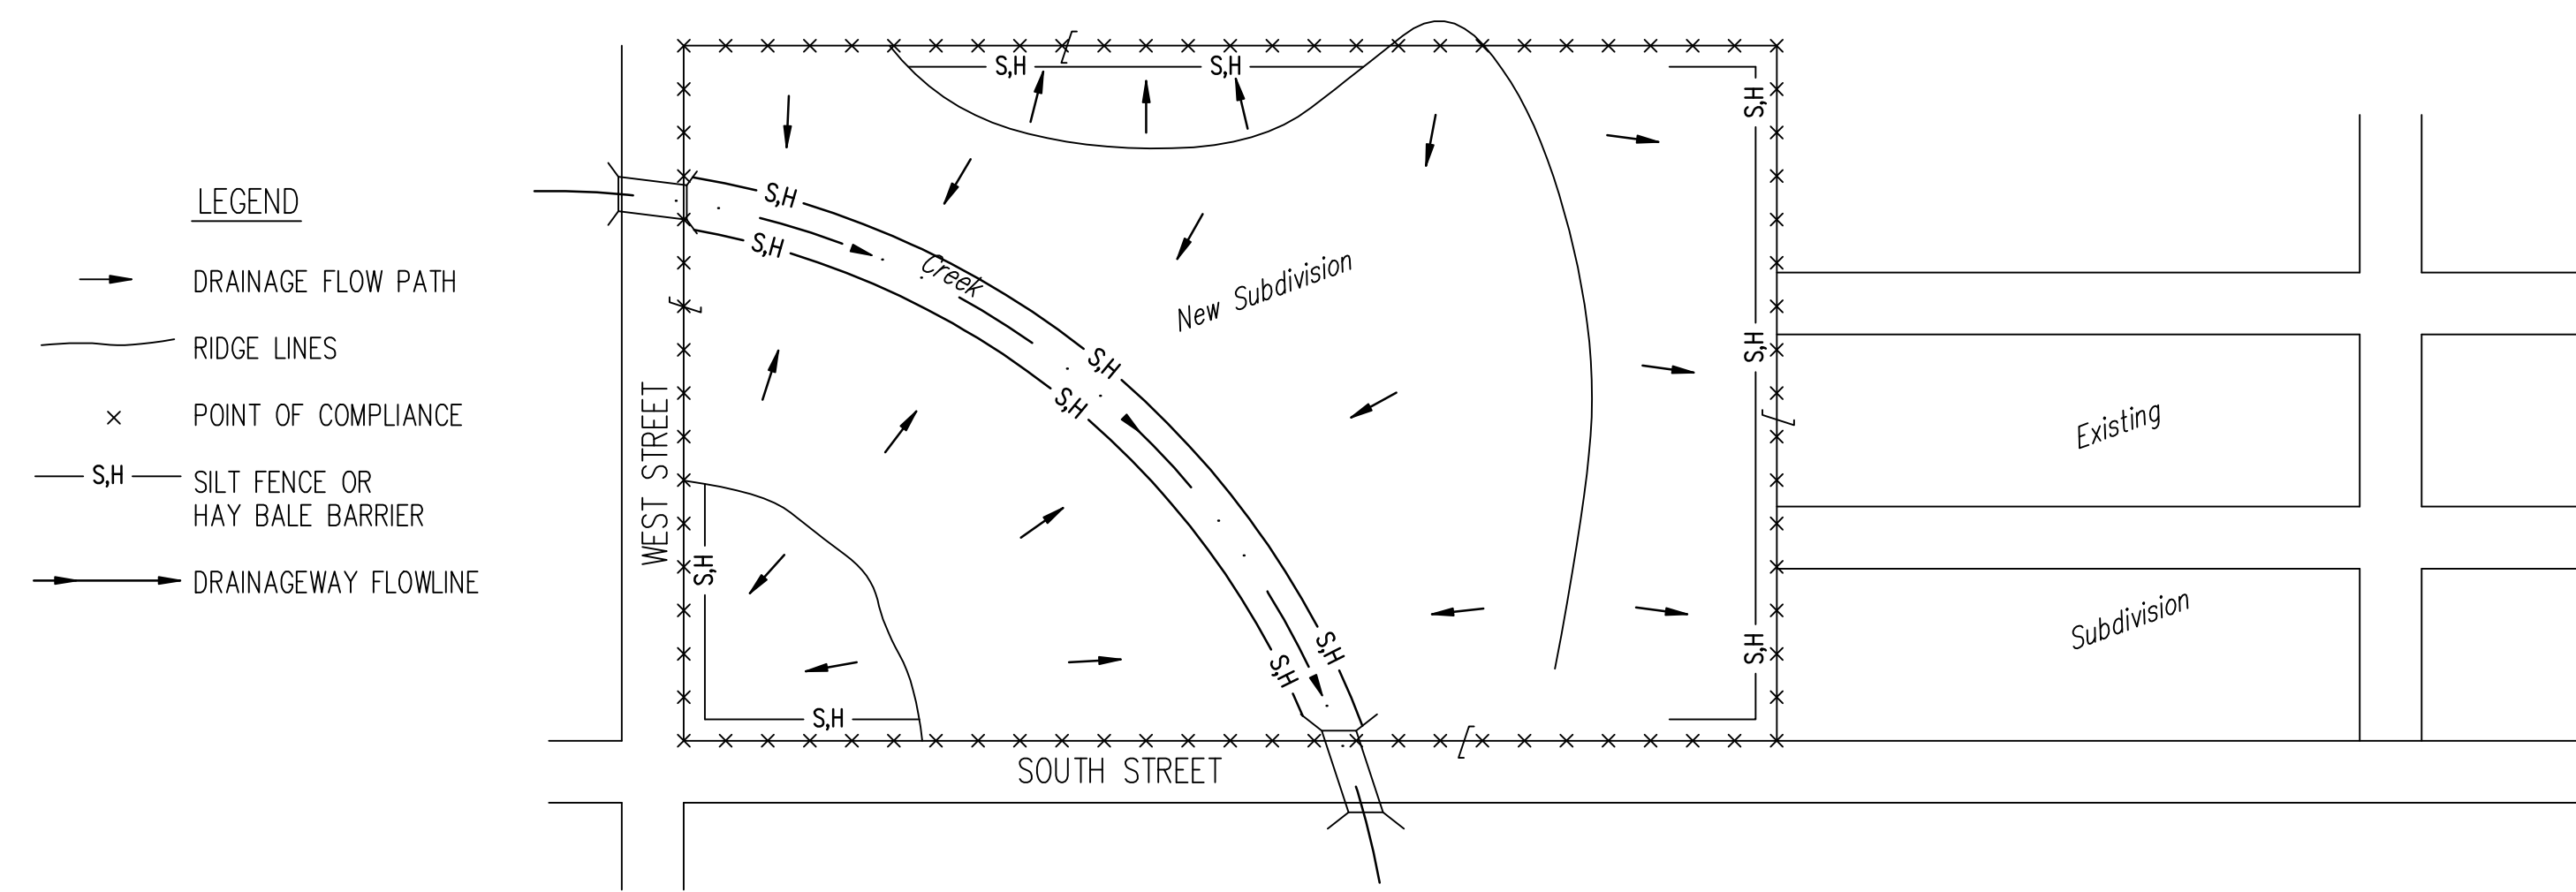 LEGEND
DRAINAGE FLOW PATH
RIDGE LINES
POINT OF COMPLIANCE
S,H
SILT FENCE OR
HAY BALE BARRIER
DRAINAGEWAY FLOWLINE
S,H
S,H
S,H
S,H
S,H
Creek
New Subdivision
S,H
S,H
S,H
WEST STREET
Existing
S,H
Subdivision
S,H
S,H
S,H
S,H
SOUTH STREET